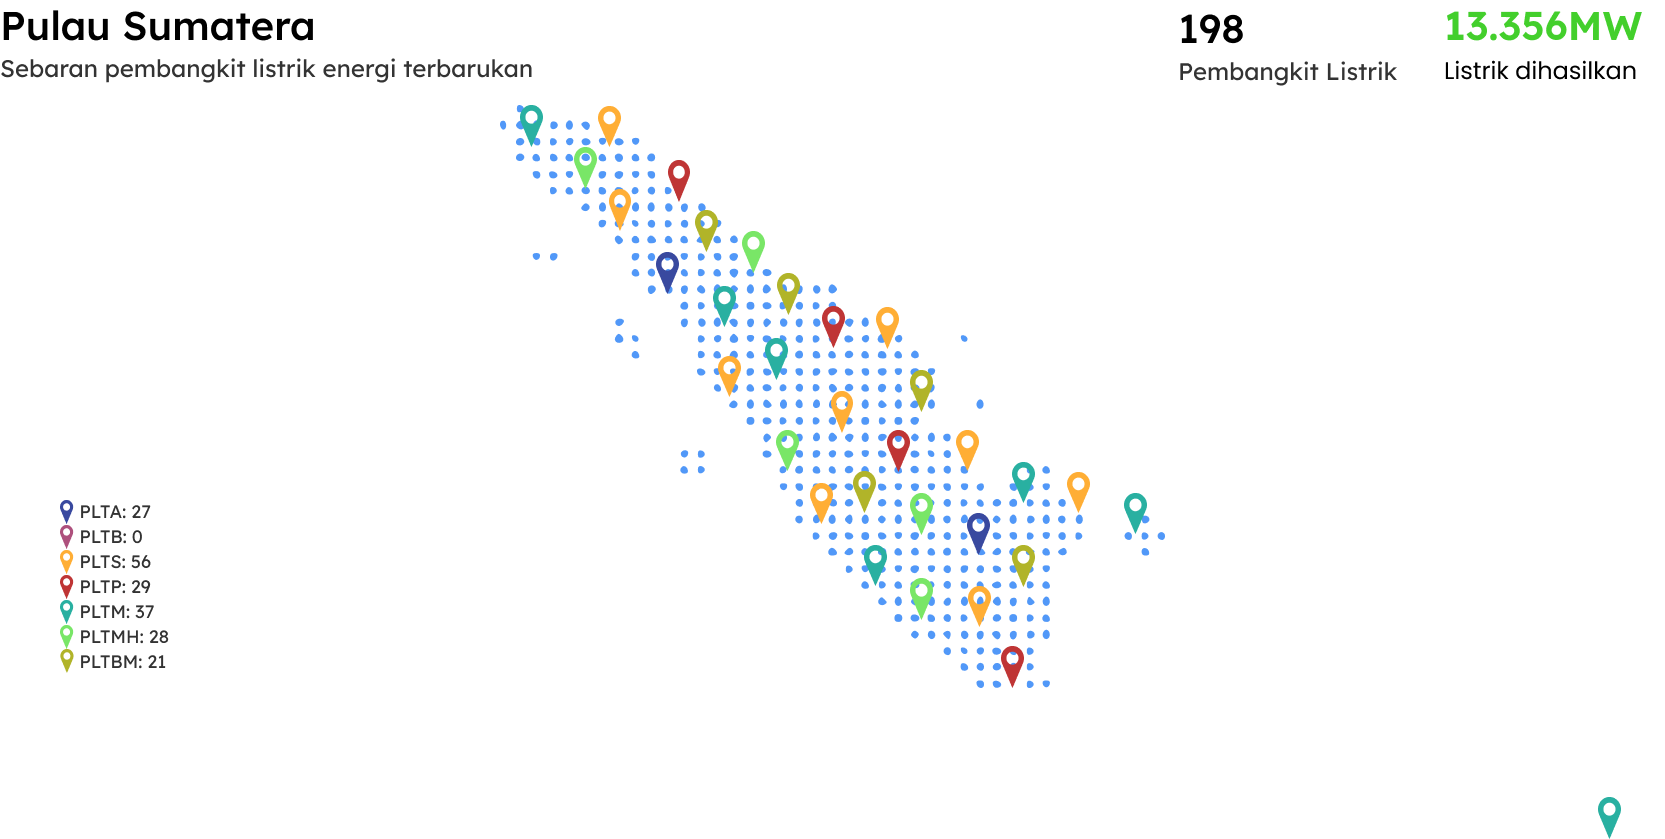 Pulau Sumatera
Sebaran pembangkit listrik energi terbarukan
198
Pembangkit Listrik
13.356MW
Listrik dihasilkan
PLTA: 27
PLTB: 0
PLTS: 56
PLTP: 29
PLTM: 37
PLTMH: 28
PLTBM: 21